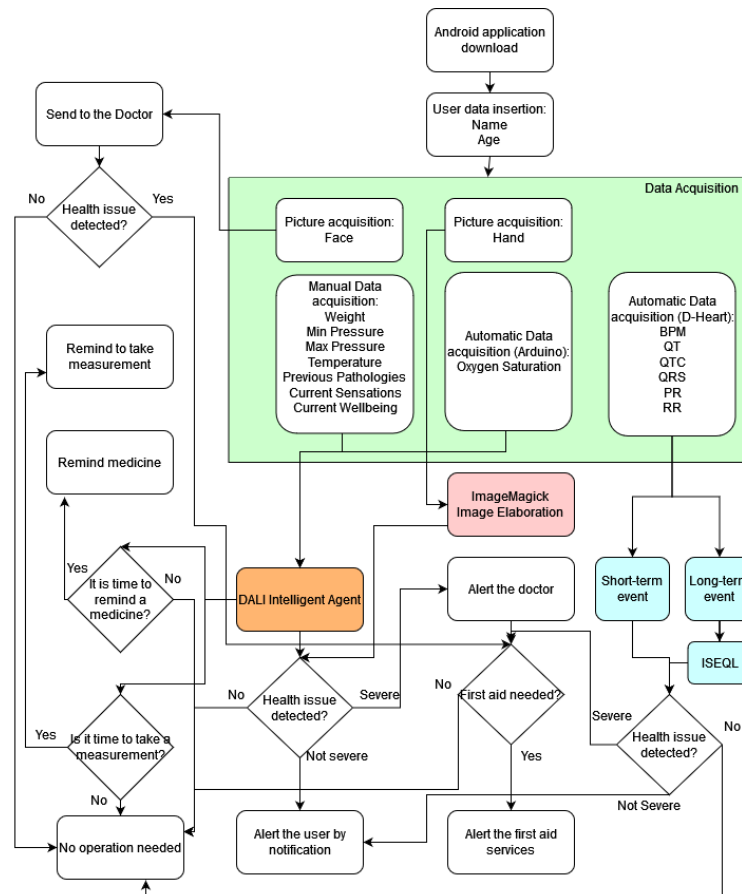 Android application
download
User data insertion:
Name
Age
Send to the Doctor
Data Acquisition
No
Yes
Health issue
detected?
Picture acquisition:
Face
Picture acquisition:
Hand
Manual Data
acquisition:
Weight
Min Pressure
Max Pressure
Temperature
Previous Pathologies
Current Sensations
Current Wellbeing
Automatic Data
acquisition (Arduino):
Oxygen Saturation
Automatic Data
acquisition (D-Heart):
BPM
QT
QTC
QRS
PR
RR
Remind to take
measurement
Remind medicine
ImageMagick
Image Elaboration
Yes
It is time to
remind a
medicine?
No
DALI Intelligent Agent
Alert the doctor
Short-term
event
Long-term
event
ISEQL
No
Health issue
detected?
Severe
Not severe
No
First aid needed?
Yes
Severe
Health issue
detected?
No
Not Severe
Yes
Is it time to take a
measurement?
No
No operation needed
Alert the user by
notification
Alert the first aid
services